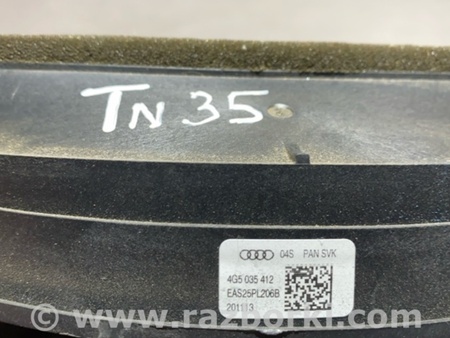 TN 35
04S PAN SVK
4G5 035 412
EAS25PL206B
201113
www.razborki.com